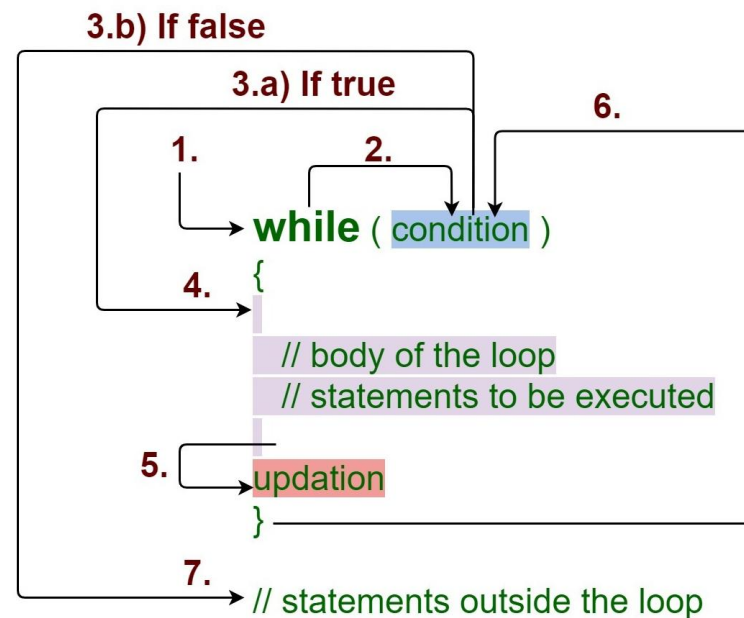 3.b) If false
3.a) If true
6.
1.
2.
while ( condition )
{
4.
// body of the loop
// statements to be executed
5.
updation
}
7.
// statements outside the loop